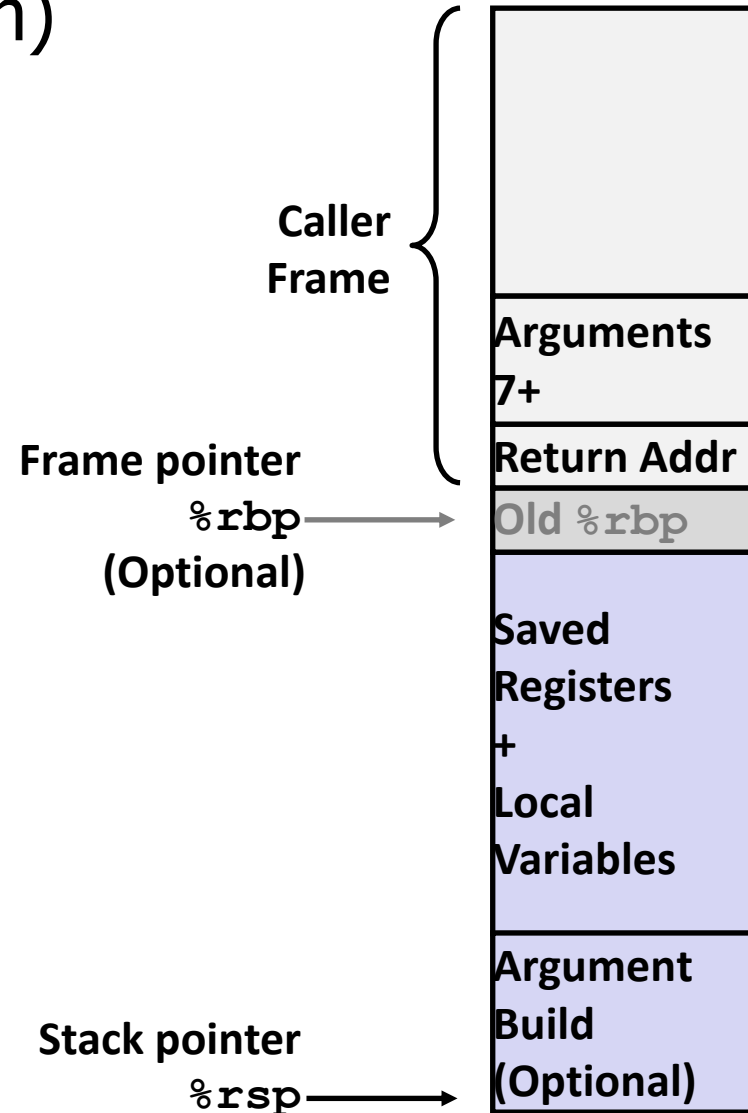 n)
Caller
Frame
Arguments
7+
Frame pointer
%rbp
(Optional)
Return Addr
Old %rbp
Saved
Registers
+
Local
Variables
Argument
Build
(Optional)
Stack pointer
%rsp